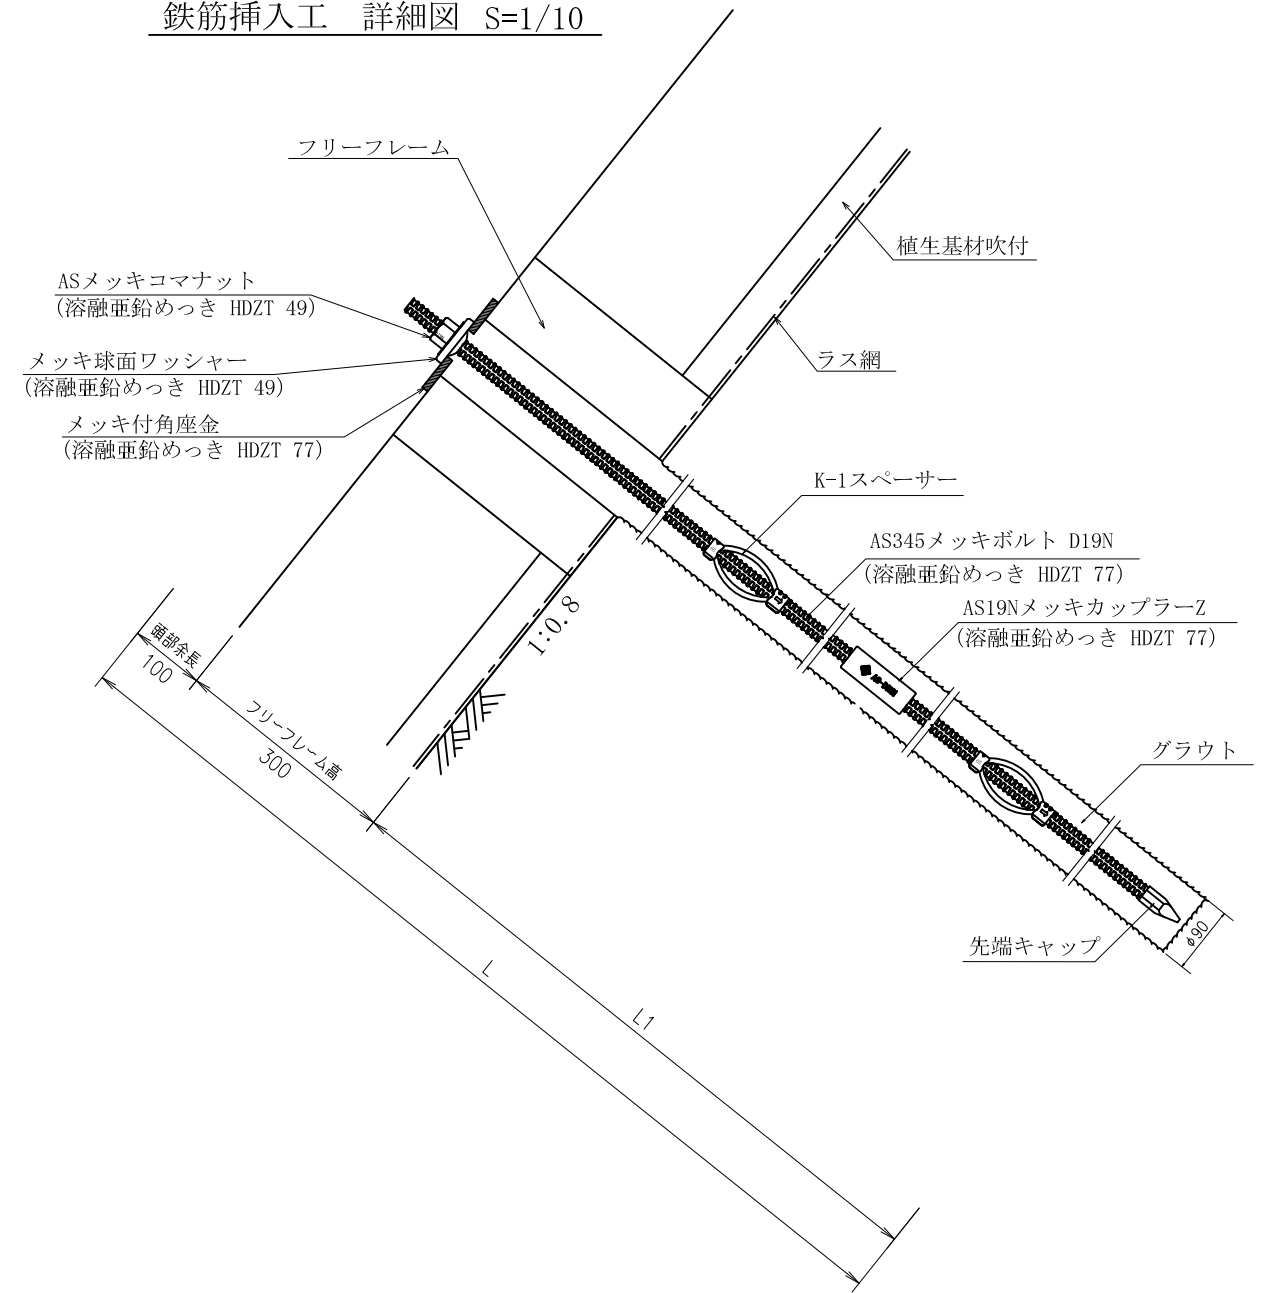 鉄筋挿入工　詳細図 S=1/10
フリーフレーム
植生基材吹付
ASメッキコマナット
(溶融亜鉛めっき HDZT 49)
ラス網
メッキ球面ワッシャー
(溶融亜鉛めっき HDZT 49)
メッキ付角座金
(溶融亜鉛めっき HDZT 77)
K-1スペーサー
AS345メッキボルト D19N
(溶融亜鉛めっき HDZT 77)
AS19NメッキカップラーZ
(溶融亜鉛めっき HDZT 77)
1:0.8
頭部余長
100
フリーフレーム高
300
グラウト
先端キャップ
φ90
L
L1